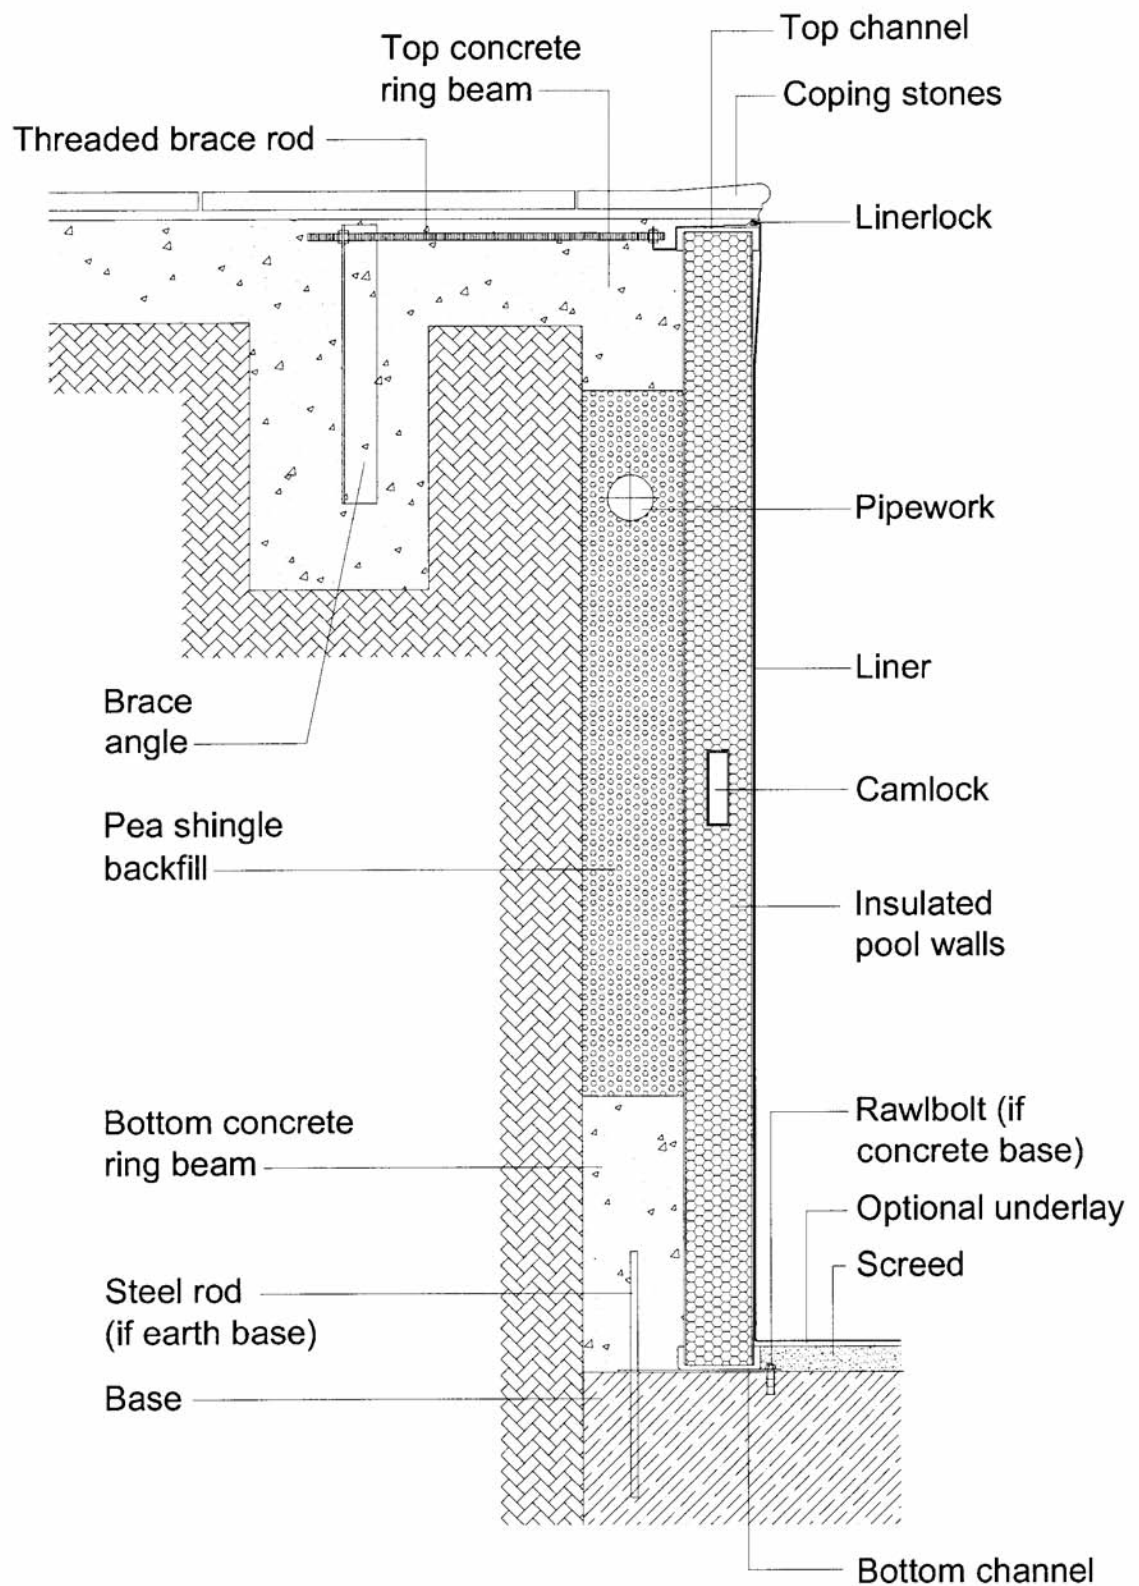 Top channel
Top concrete
ring beam
Coping stones
Threaded brace rod
Linerlock
Pipework
Liner
Brace
angle
Camlock
Pea shingle
backfill
Insulated
pool walls
Bottom concrete
ring beam
Rawlbolt (if
concrete base)
Optional underlay
Screed
Steel rod
(if earth base)
Base
Bottom channel